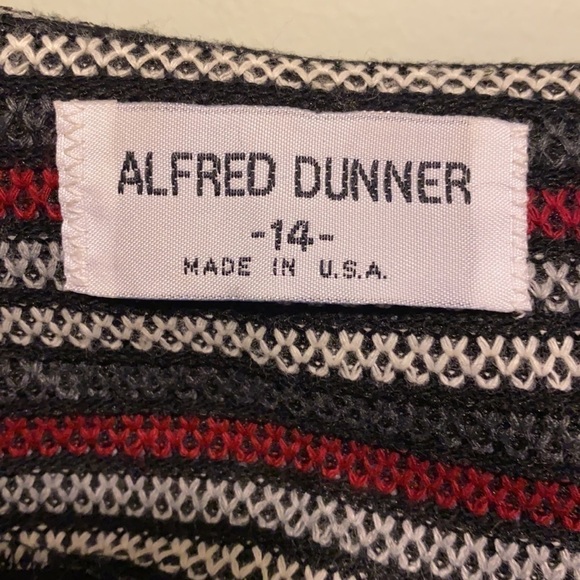 ALFRED DUNNER
-14-
MADE IN U.S.A.